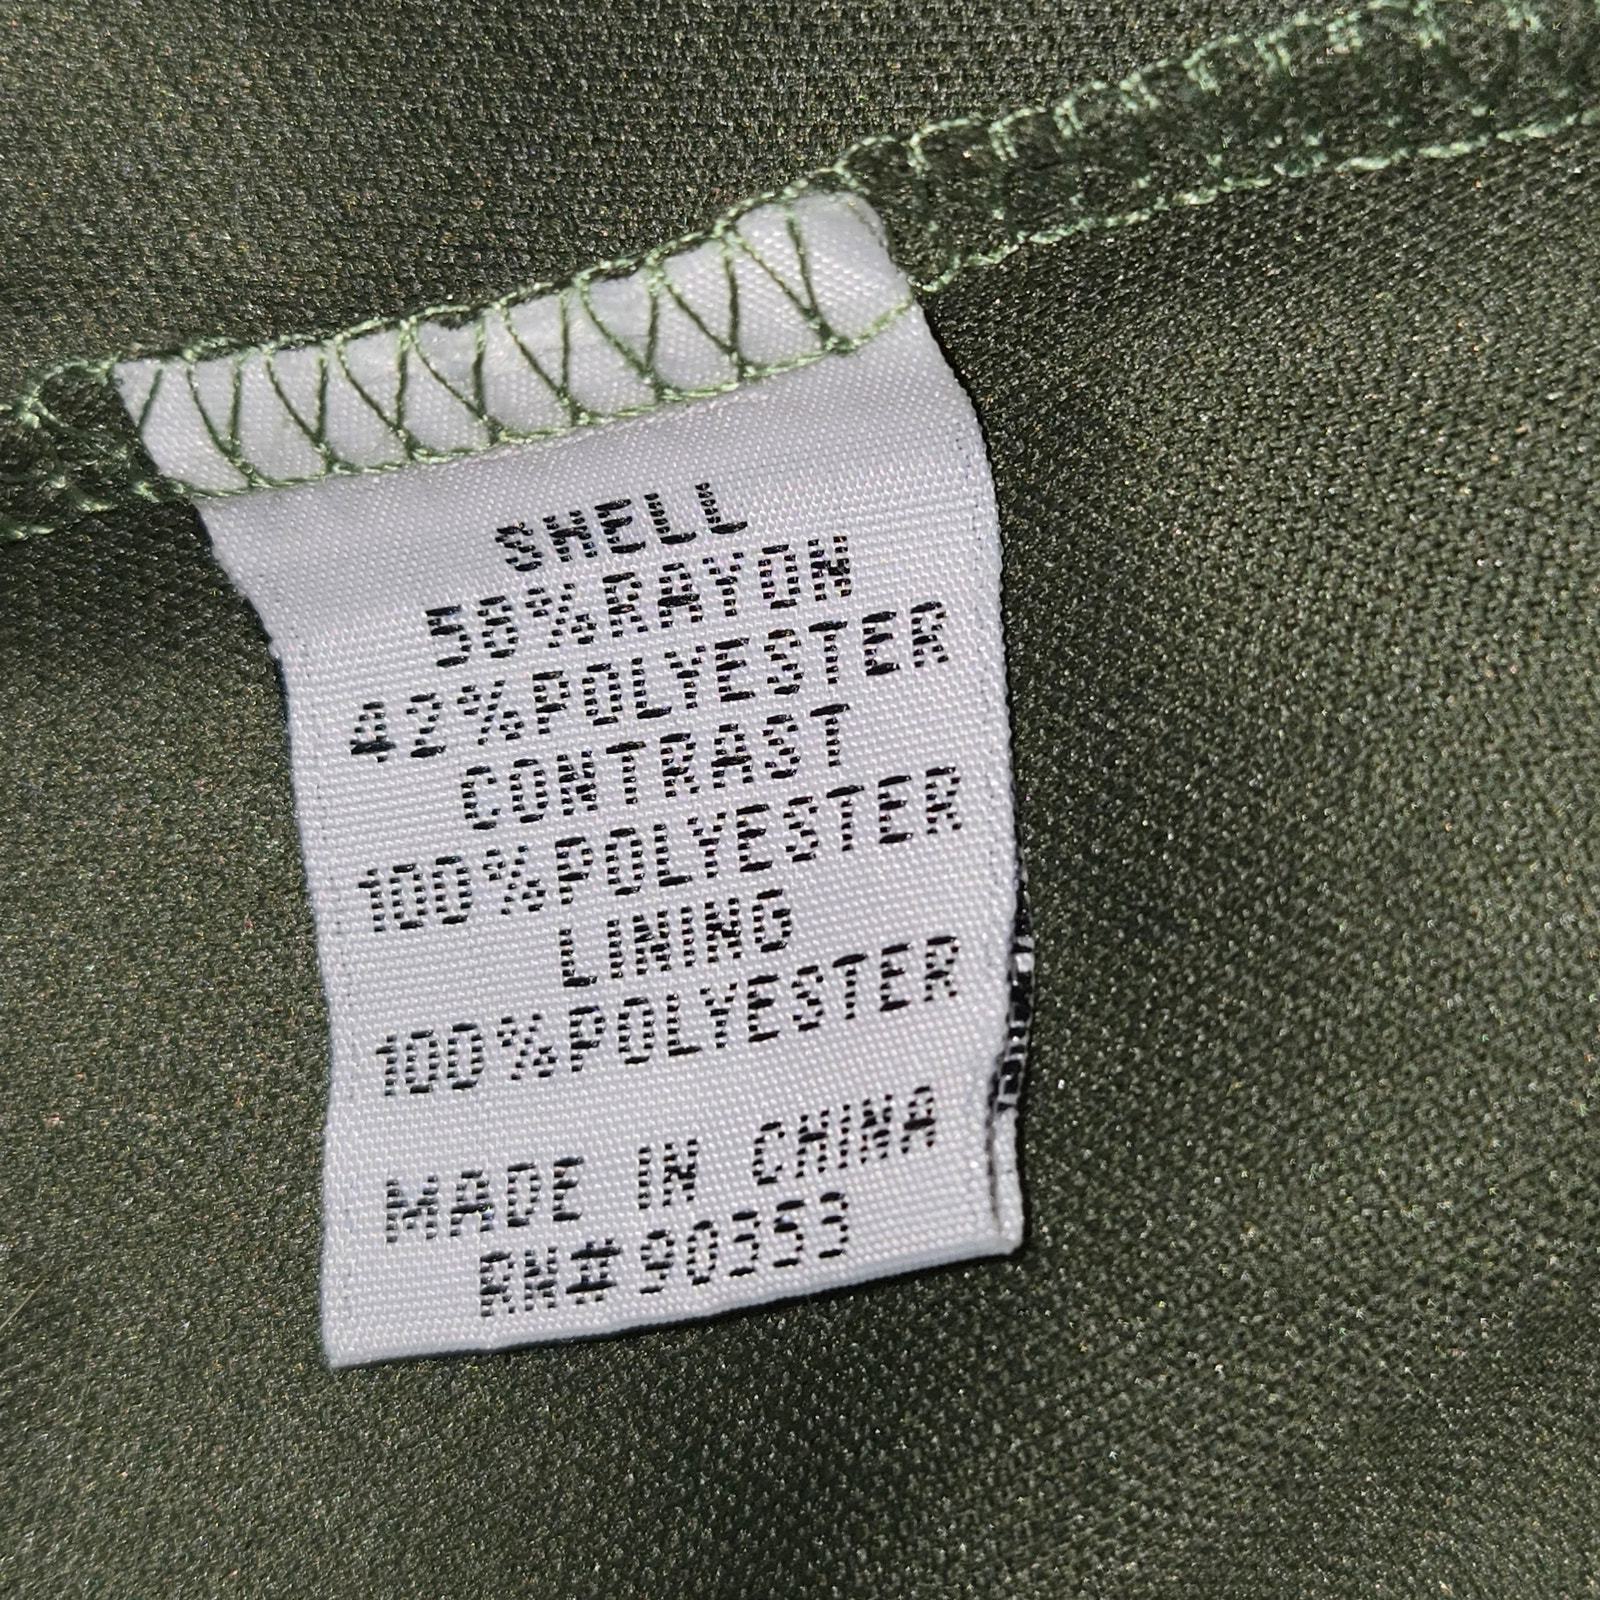 SHELL
58%RAYON
42%POLYESTER
CONTRAST
100%POLYESTER
LINING
100%POLYESTER
MADE IN CHINA
RN#90353